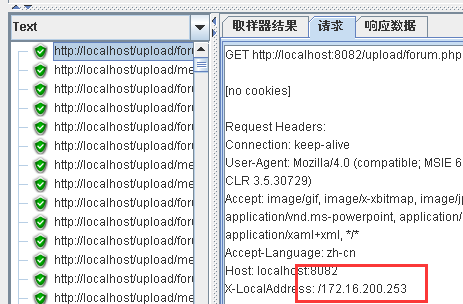 Text
取样器结果 请求 响应数据
http://localhost/upload/foru
http://localhost/upload/me
http://localhost/upload/foru
http://localhost/upload/me
http://localhost/upload/foru
http://localhost/upload/foru
http://localhost/upload/foru
http://localhost/upload/foru
http://localhost/upload/me
http://localhost/upload/foru
http://localhost/upload/foru
http://localhost/upload/foru
http://localhost/upload/foru
GET http://localhost:8082/upload/forum.php
[no cookies]
Request Headers:
Connection: keep-alive
User-Agent: Mozilla/4.0 (compatible; MSIE 6
CLR 3.5.30729)
Accept: image/gif, image/x-xbitmap, image/j
application/vnd.ms-powerpoint, application/
application/xaml+xml, */*
Accept-Language: zh-cn
Host: localhost:8082
X-LocalAddress: /172.16.200.253